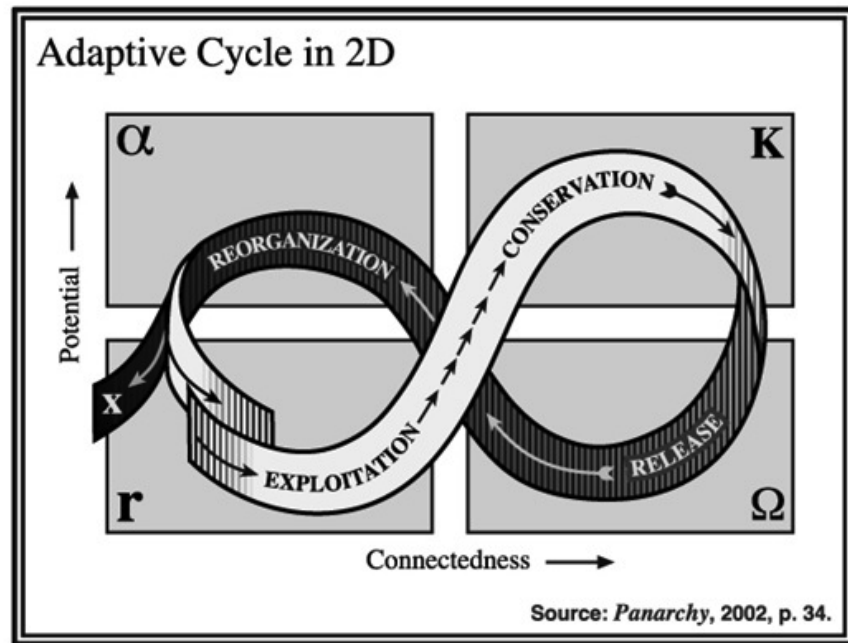 Adaptive Cycle in 2D
α
K
REORGANIZATION
CONSERVATION
Potential
x
EXPLOITATION
RELEASE
r
Ω
Connectedness
Source: Panarchy, 2002, p. 34.